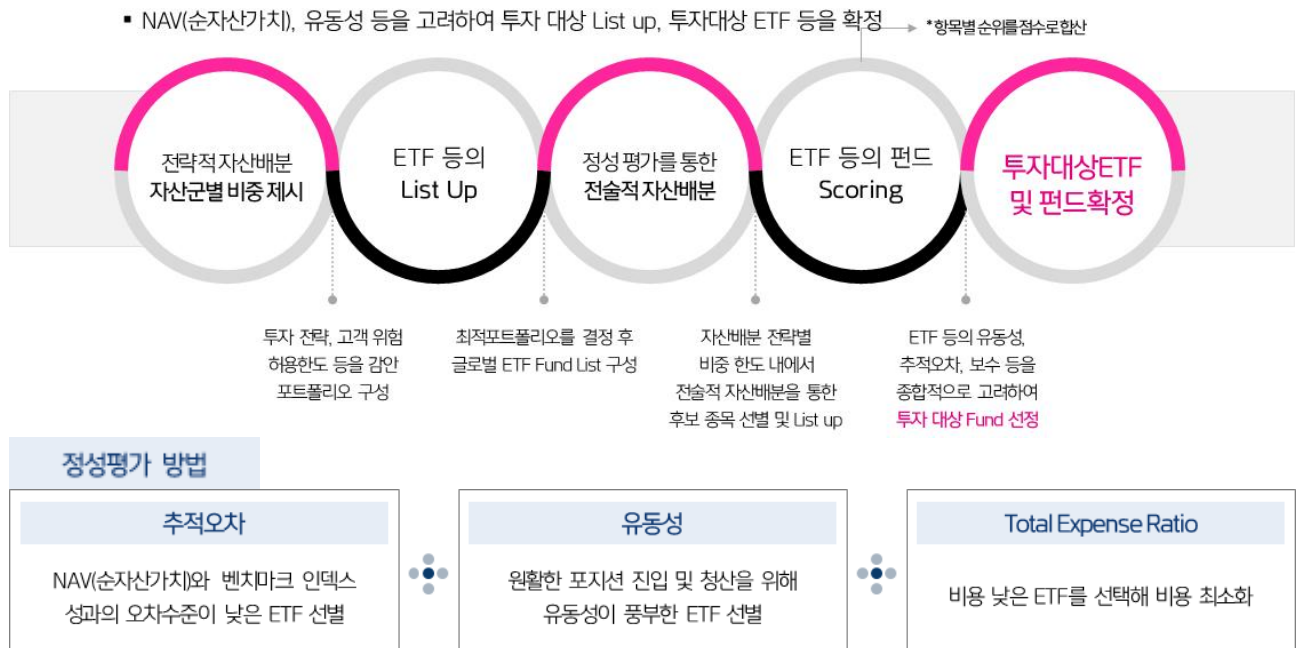 ▪ NAV(순자산가치), 유동성 등을 고려하여 투자 대상 List up, 투자대상 ETF 등을 확정
*항목별 순위를 점수로 합산
전략적 자산배분
자산군별 비중 제시
ETF 등의
List Up
정성 평가를 통한
전술적 자산배분
ETF 등의 펀드
Scoring
투자대상ETF
및 펀드확정
투자 전략, 고객 위험
허용한도 등을 감안
포트폴리오 구성
최적포트폴리오를 결정 후
글로벌 ETF Fund List 구성
자산배분 전략별
비중 한도 내에서
전술적 자산배분을 통한
후보 종목 선별 및 List up
ETF 등의 유동성,
추적오차, 보수 등을
종합적으로 고려하여
투자 대상 Fund 선정
정성평가 방법
추적오차
NAV(순자산가치)와 벤치마크 인덱스
성과의 오차수준이 낮은 ETF 선별
유동성
원활한 포지션 진입 및 청산을 위해
유동성이 풍부한 ETF 선별
Total Expense Ratio
비용 낮은 ETF를 선택해 비용 최소화